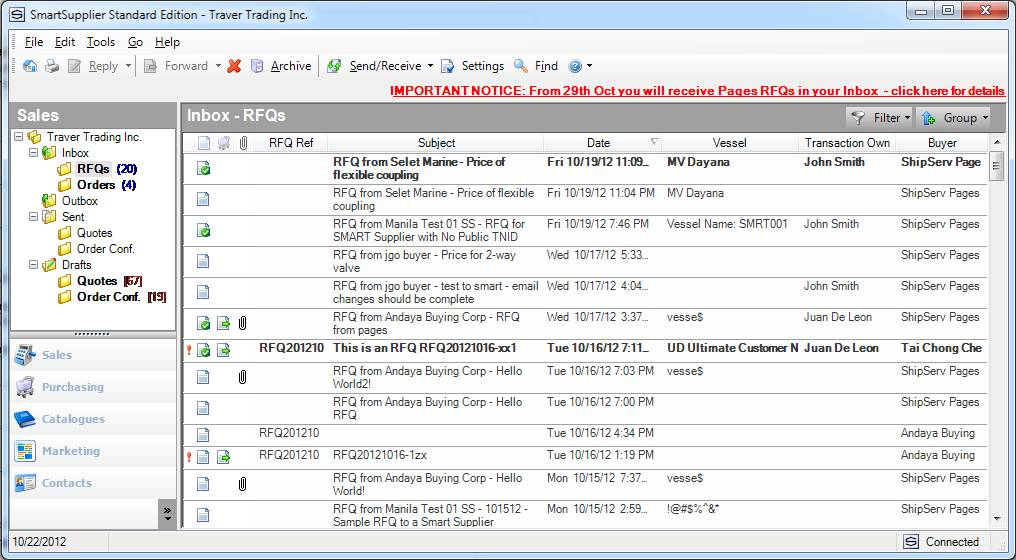 SmartSupplier Standard Edition - Traver Trading Inc.
File Edit Tools Go Help
Reply Forward Archive Send/Receive Settings Find
IMPORTANT NOTICE: From 29th Oct you will receive Pages RFQs in your Inbox - click here for details
Sales
Traver Trading Inc.
Inbox
RFQs (20)
Orders (4)
Outbox
Sent
Quotes
Order Conf.
Drafts
Quotes [67]
Order Conf. [19]
Sales
Purchasing
Catalogues
Marketing
Contacts
Inbox - RFQs Filter Group
RFQ Ref Subject Date Vessel Transaction Own Buyer
RFQ from Selet Marine - Price of Fri 10/19/12 11:09... MV Dayana John Smith ShipServ Page
flexible coupling
RFQ from Selet Marine - Price of flexible Fri 10/19/12 11:04 PM MV Dayana ShipServ Pages
coupling
RFQ from Manila Test 01 SS - RFQ for Fri 10/19/12 7:46 PM Vessel Name: SMRT001 John Smith ShipServ Pages
SMART Supplier with No Public TNID
RFQ from jgo buyer - Price for 2-way Wed 10/17/12 5:33... ShipServ Pages
valve
RFQ from jgo buyer - test to smart - email Wed 10/17/12 4:04... John Smith ShipServ Pages
changes should be complete
RFQ from Andaya Buying Corp - RFQ Wed 10/17/12 3:37... vesse$ Juan De Leon ShipServ Pages
from pages
RFQ201210 This is an RFQ RFQ20121016-xx1 Tue 10/16/12 7:11... UD Ultimate Customer N Juan De Leon Tai Chong Che
RFQ from Andaya Buying Corp - Hello Tue 10/16/12 7:03 PM vesse$ ShipServ Pages
World2!
RFQ from Andaya Buying Corp - Hello Tue 10/16/12 7:00 PM ShipServ Pages
RFQ
RFQ201210 Tue 10/16/12 4:34 PM Andaya Buying
RFQ201210 RFQ20121016-1zx Tue 10/16/12 1:19 PM Andaya Buying
RFQ from Andaya Buying Corp - Hello Mon 10/15/12 7:37... vesse$ ShipServ Pages
World!
RFQ from Manila Test 01 SS - 101512 - Mon 10/15/12 2:59... !@#$%^&* ShipServ Pages
Sample RFQ to a Smart Supplier
10/22/2012 Connected